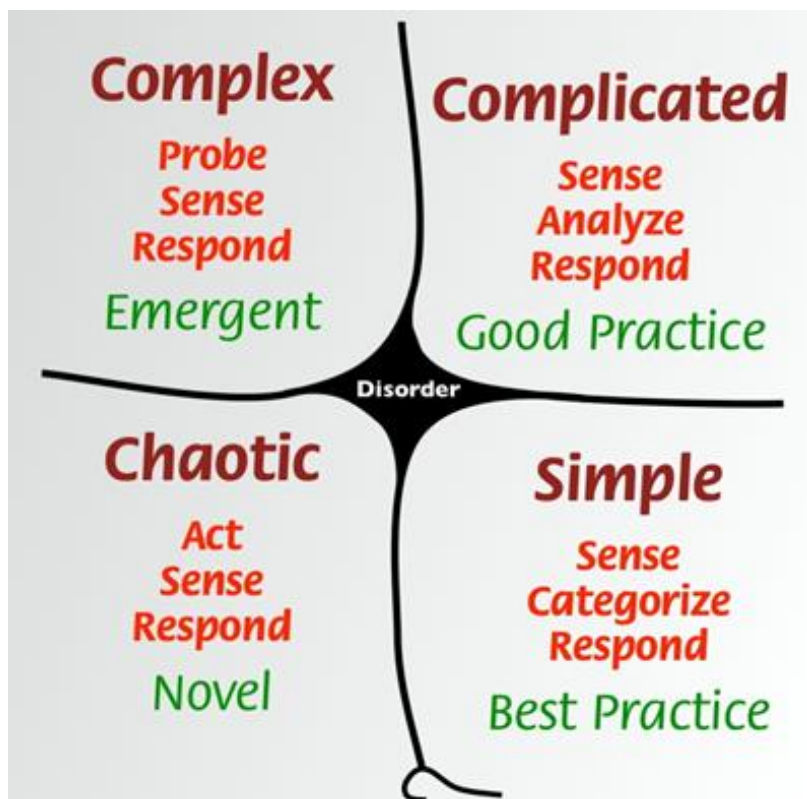 Complex
Probe
Sense
Respond
Emergent
Complicated
Sense
Analyze
Respond
Good Practice
Disorder
Chaotic
Act
Sense
Respond
Novel
Simple
Sense
Categorize
Respond
Best Practice